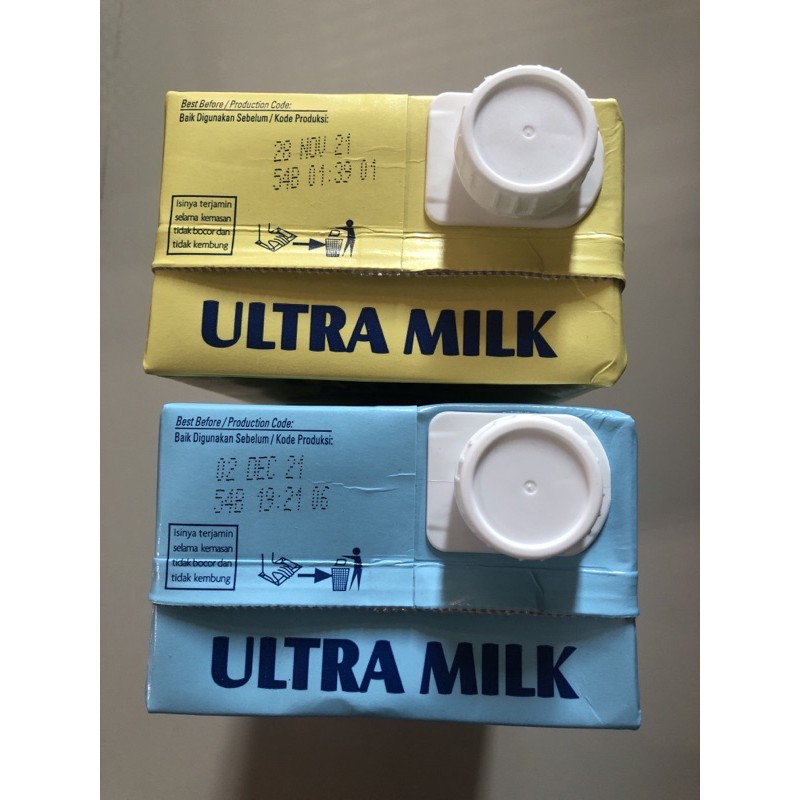 Best Before / Production Code:
Baik Digunakan Sebelum / Kode Produksi:
28 NOV 21
54B 01:39 01
Isinya terjamin
selama kemasan
tidak bocor dan
tidak kembung
ULTRA MILK
Best Before / Production Code:
Baik Digunakan Sebelum / Kode Produksi:
02 DEC 21
54B 19:21 06
Isinya terjamin
selama kemasan
tidak bocor dan
tidak kembung
ULTRA MILK